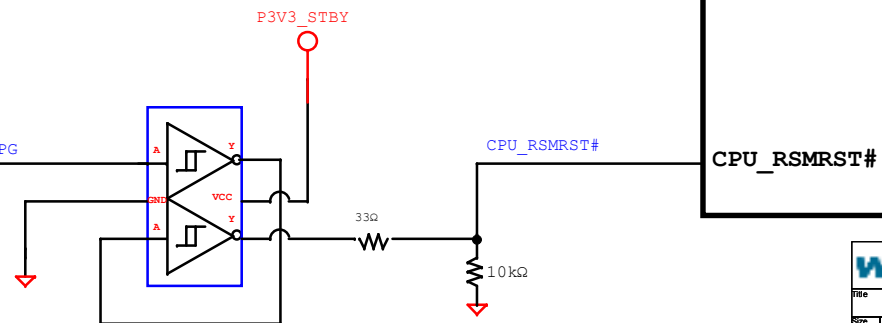 P3V3_STBY
PG
A
Y
CPU_RSMRST#
CPU_RSMRST#
GND
VCC
A
Y
33Ω
10kΩ
Title
Size